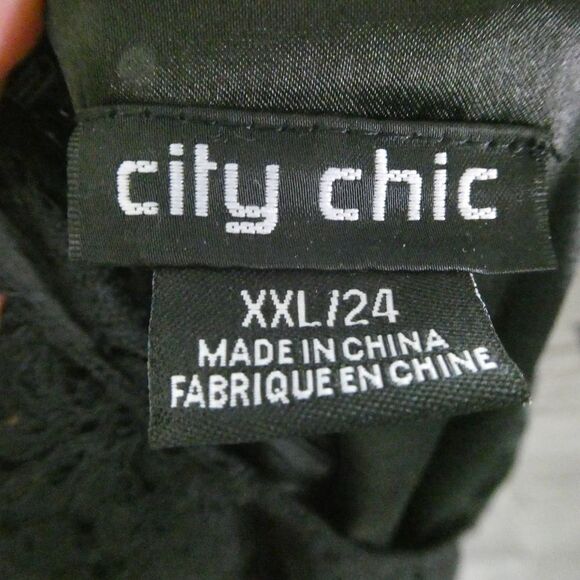 city chic
XXL/24
MADE IN CHINA
FABRIQUE EN CHINE